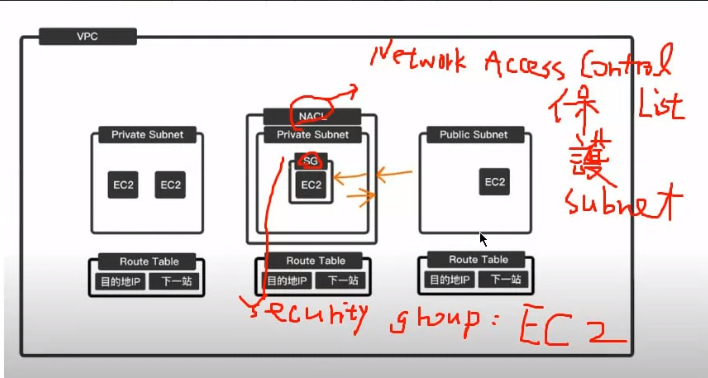 VPC
Network Access Control
List
保
護
subnet
NACL
Private Subnet
Private Subnet
Public Subnet
SG
EC2
EC2
EC2
EC2
Route Table
目的地IP
下一站
Route Table
目的地IP
下一站
Route Table
目的地IP
下一站
security group: EC2